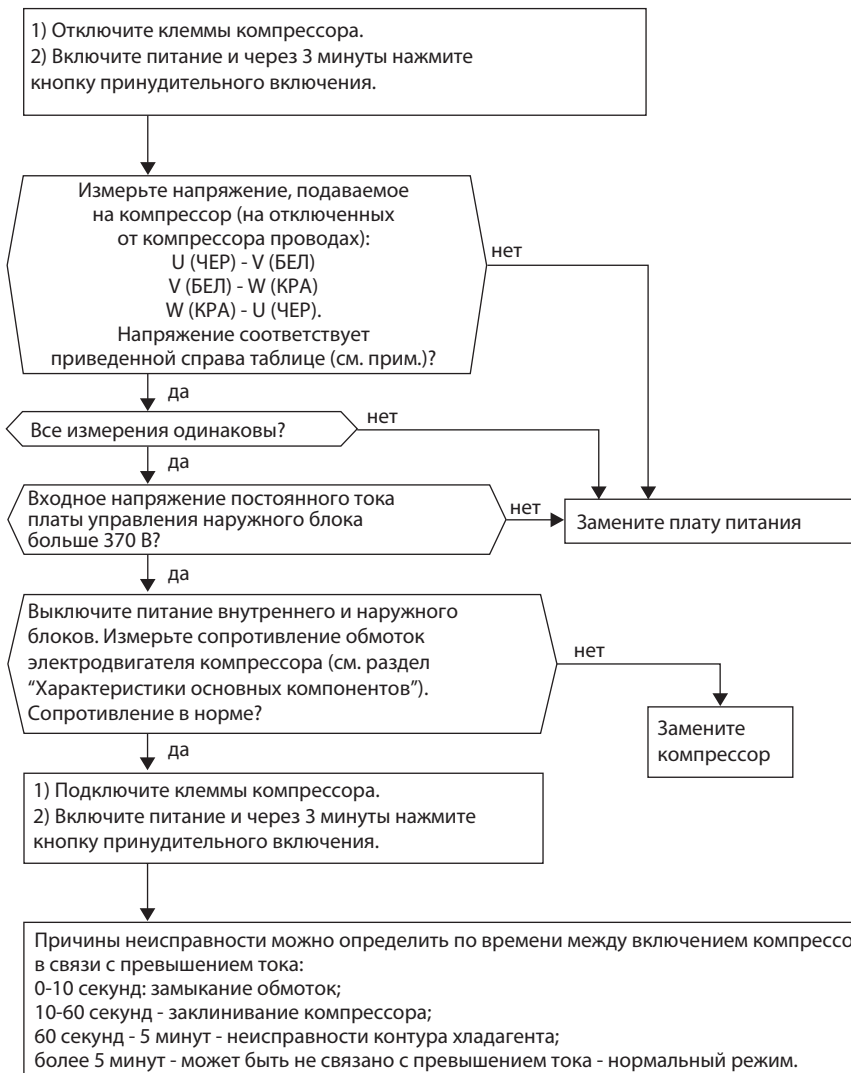 1) Отключите клеммы компрессора.
2) Включите питание и через 3 минуты нажмите
кнопку принудительного включения.
Измерьте напряжение, подаваемое
на компрессор (на отключенных
от компрессора проводах):
U (ЧЕР) - V (БЕЛ)
V (БЕЛ) - W (КРА)
W (КРА) - U (ЧЕР).
Напряжение соответствует
приведенной справа таблице (см. прим.)?
нет
да
Все измерения одинаковы?
нет
да
Входное напряжение постоянного тока
платы управления наружного блока
больше 370 В?
нет
Замените плату питания
да
Выключите питание внутреннего и наружного
блоков. Измерьте сопротивление обмоток
электродвигателя компрессора (см. раздел
“Характеристики основных компонентов”).
Сопротивление в норме?
нет
Замените
компрессор
да
1) Подключите клеммы компрессора.
2) Включите питание и через 3 минуты нажмите
кнопку принудительного включения.
Причины неисправности можно определить по времени между включением компрессо
в связи с превышением тока:
0-10 секунд: замыкание обмоток;
10-60 секунд - заклинивание компрессора;
60 секунд - 5 минут - неисправности контура хладагента;
более 5 минут - может быть не связано с превышением тока - нормальный режим.